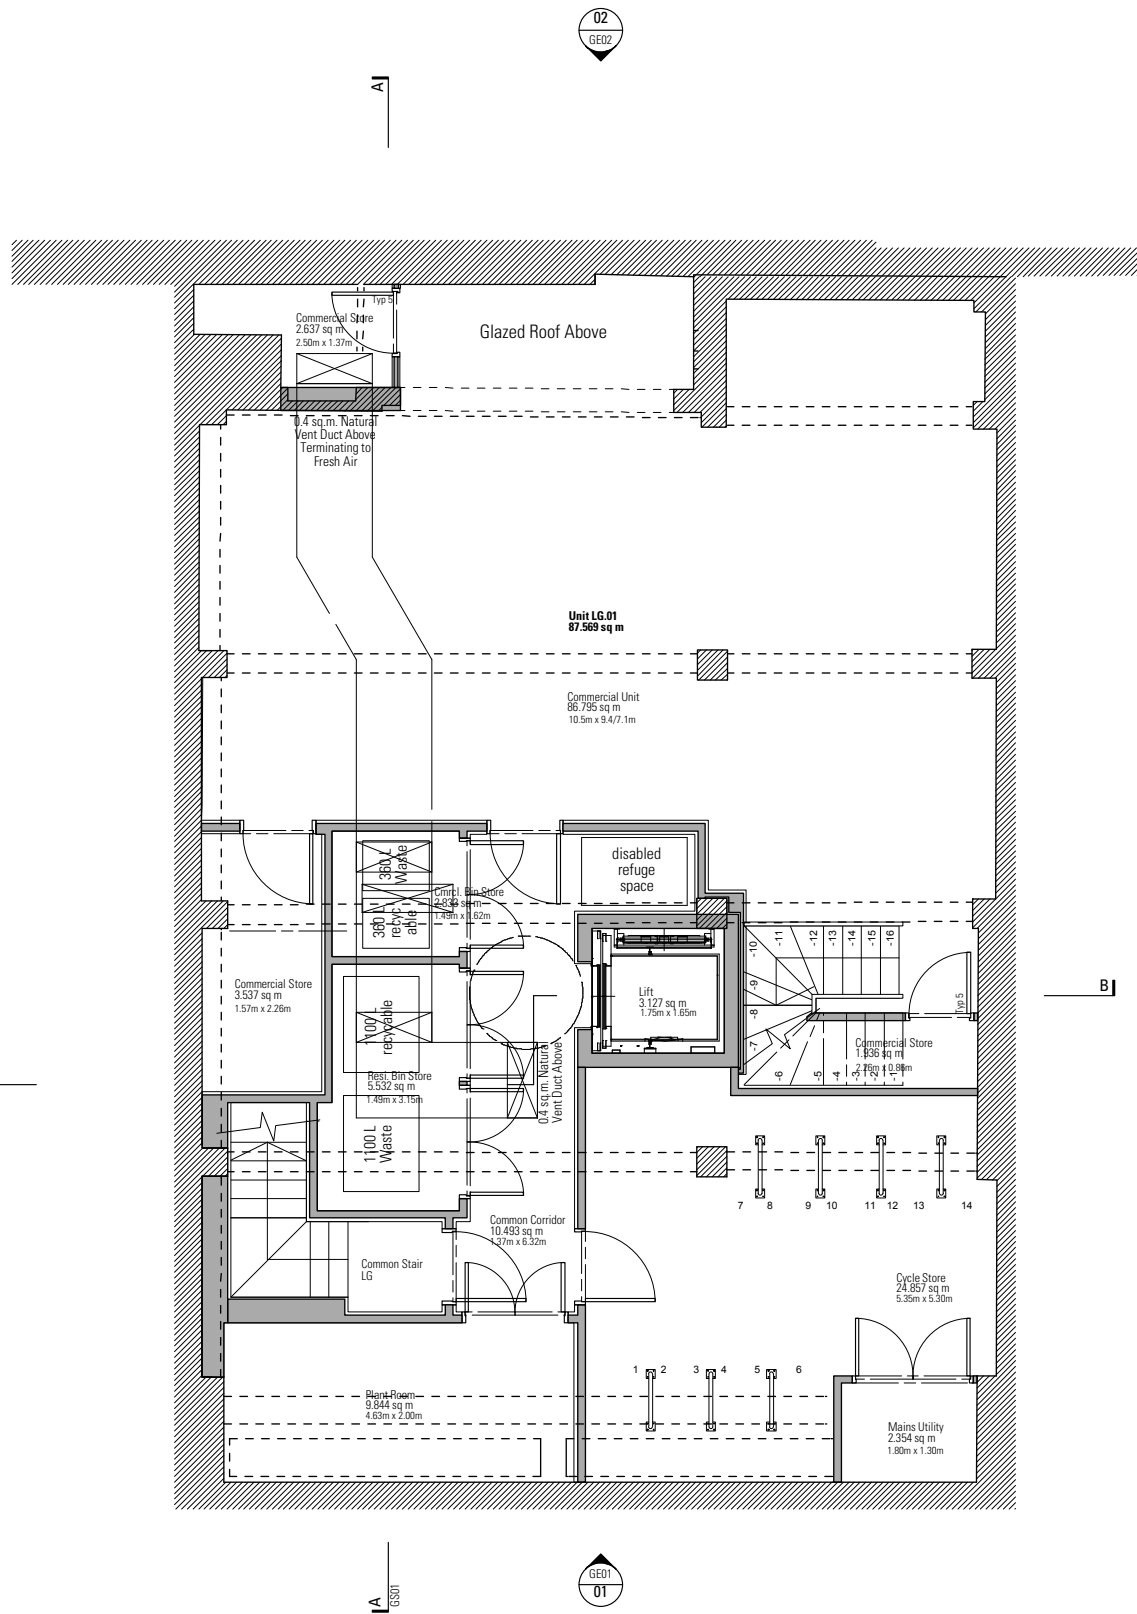 02
GE02
A
Typ 5
Commercial Store
2.637 sq m
2.50m x 1.37m
Glazed Roof Above
0.4 sq.m. Natural
Vent Duct Above
Terminating to
Fresh Air
Unit LG.01
87.569 sq m
Commercial Unit
86.795 sq m
10.5m x 9.4/7.1m
360 L
Waste
disabled
refuge
space
360 L
recycl
able
Cmrcl. Bin Store
2.833 sq m
1.49m x 1.62m
-10
-11
-12
-13
-14
-15
-16
-9
-8
-7
-6
-5
-4
-3
-2
-1
Commercial Store
3.537 sq m
1.57m x 2.26m
Lift
3.127 sq m
1.75m x 1.65m
B
Typ 5
1100 L
recycable
Commercial Store
1.936 sq m
2.26m x 0.86m
Resi. Bin Store
5.532 sq m
1.49m x 3.15m
0.4 sq.m. Natural
Vent Duct Above
1100 L
Waste
7 8 9 10 11 12 13 14
Common Corridor
10.493 sq m
1.37m x 6.32m
Common Stair
LG
Cycle Store
24.857 sq m
5.35m x 5.30m
1 2 3 4 5 6
Plant Room
9.844 sq m
4.63m x 2.00m
Mains Utility
2.354 sq m
1.80m x 1.30m
A
GS01
GE01
01